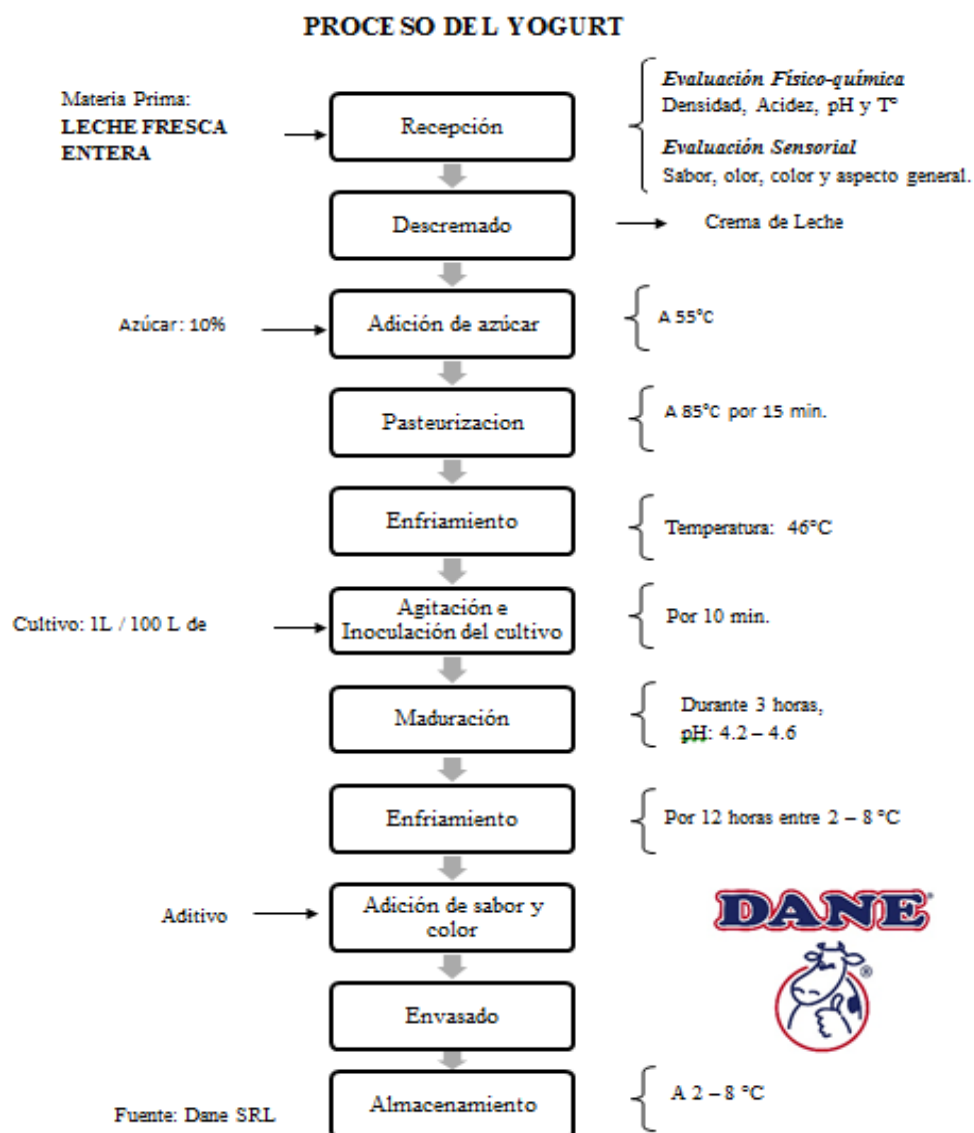 PROCESO DEL YOGURT
Materia Prima:
LECHE FRESCA
ENTERA
Recepción
Evaluación Físico-química
Densidad, Acidez, pH y Tº
Evaluación Sensorial
Sabor, olor, color y aspecto general.
Descremado
Crema de Leche
Azúcar: 10%
Adición de azúcar
A 55°C
Pasteurizacion
A 85°C por 15 min.
Enfriamiento
Temperatura: 46°C
Cultivo: 1L / 100 L de
Agitación e
Inoculación del cultivo
Por 10 min.
Maduración
Durante 3 horas,
pH: 4.2 – 4.6
Enfriamiento
Por 12 horas entre 2 – 8 °C
Aditivo
Adición de sabor y
color
DANE®
®
Envasado
Almacenamiento
A 2 – 8 °C
Fuente: Dane SRL